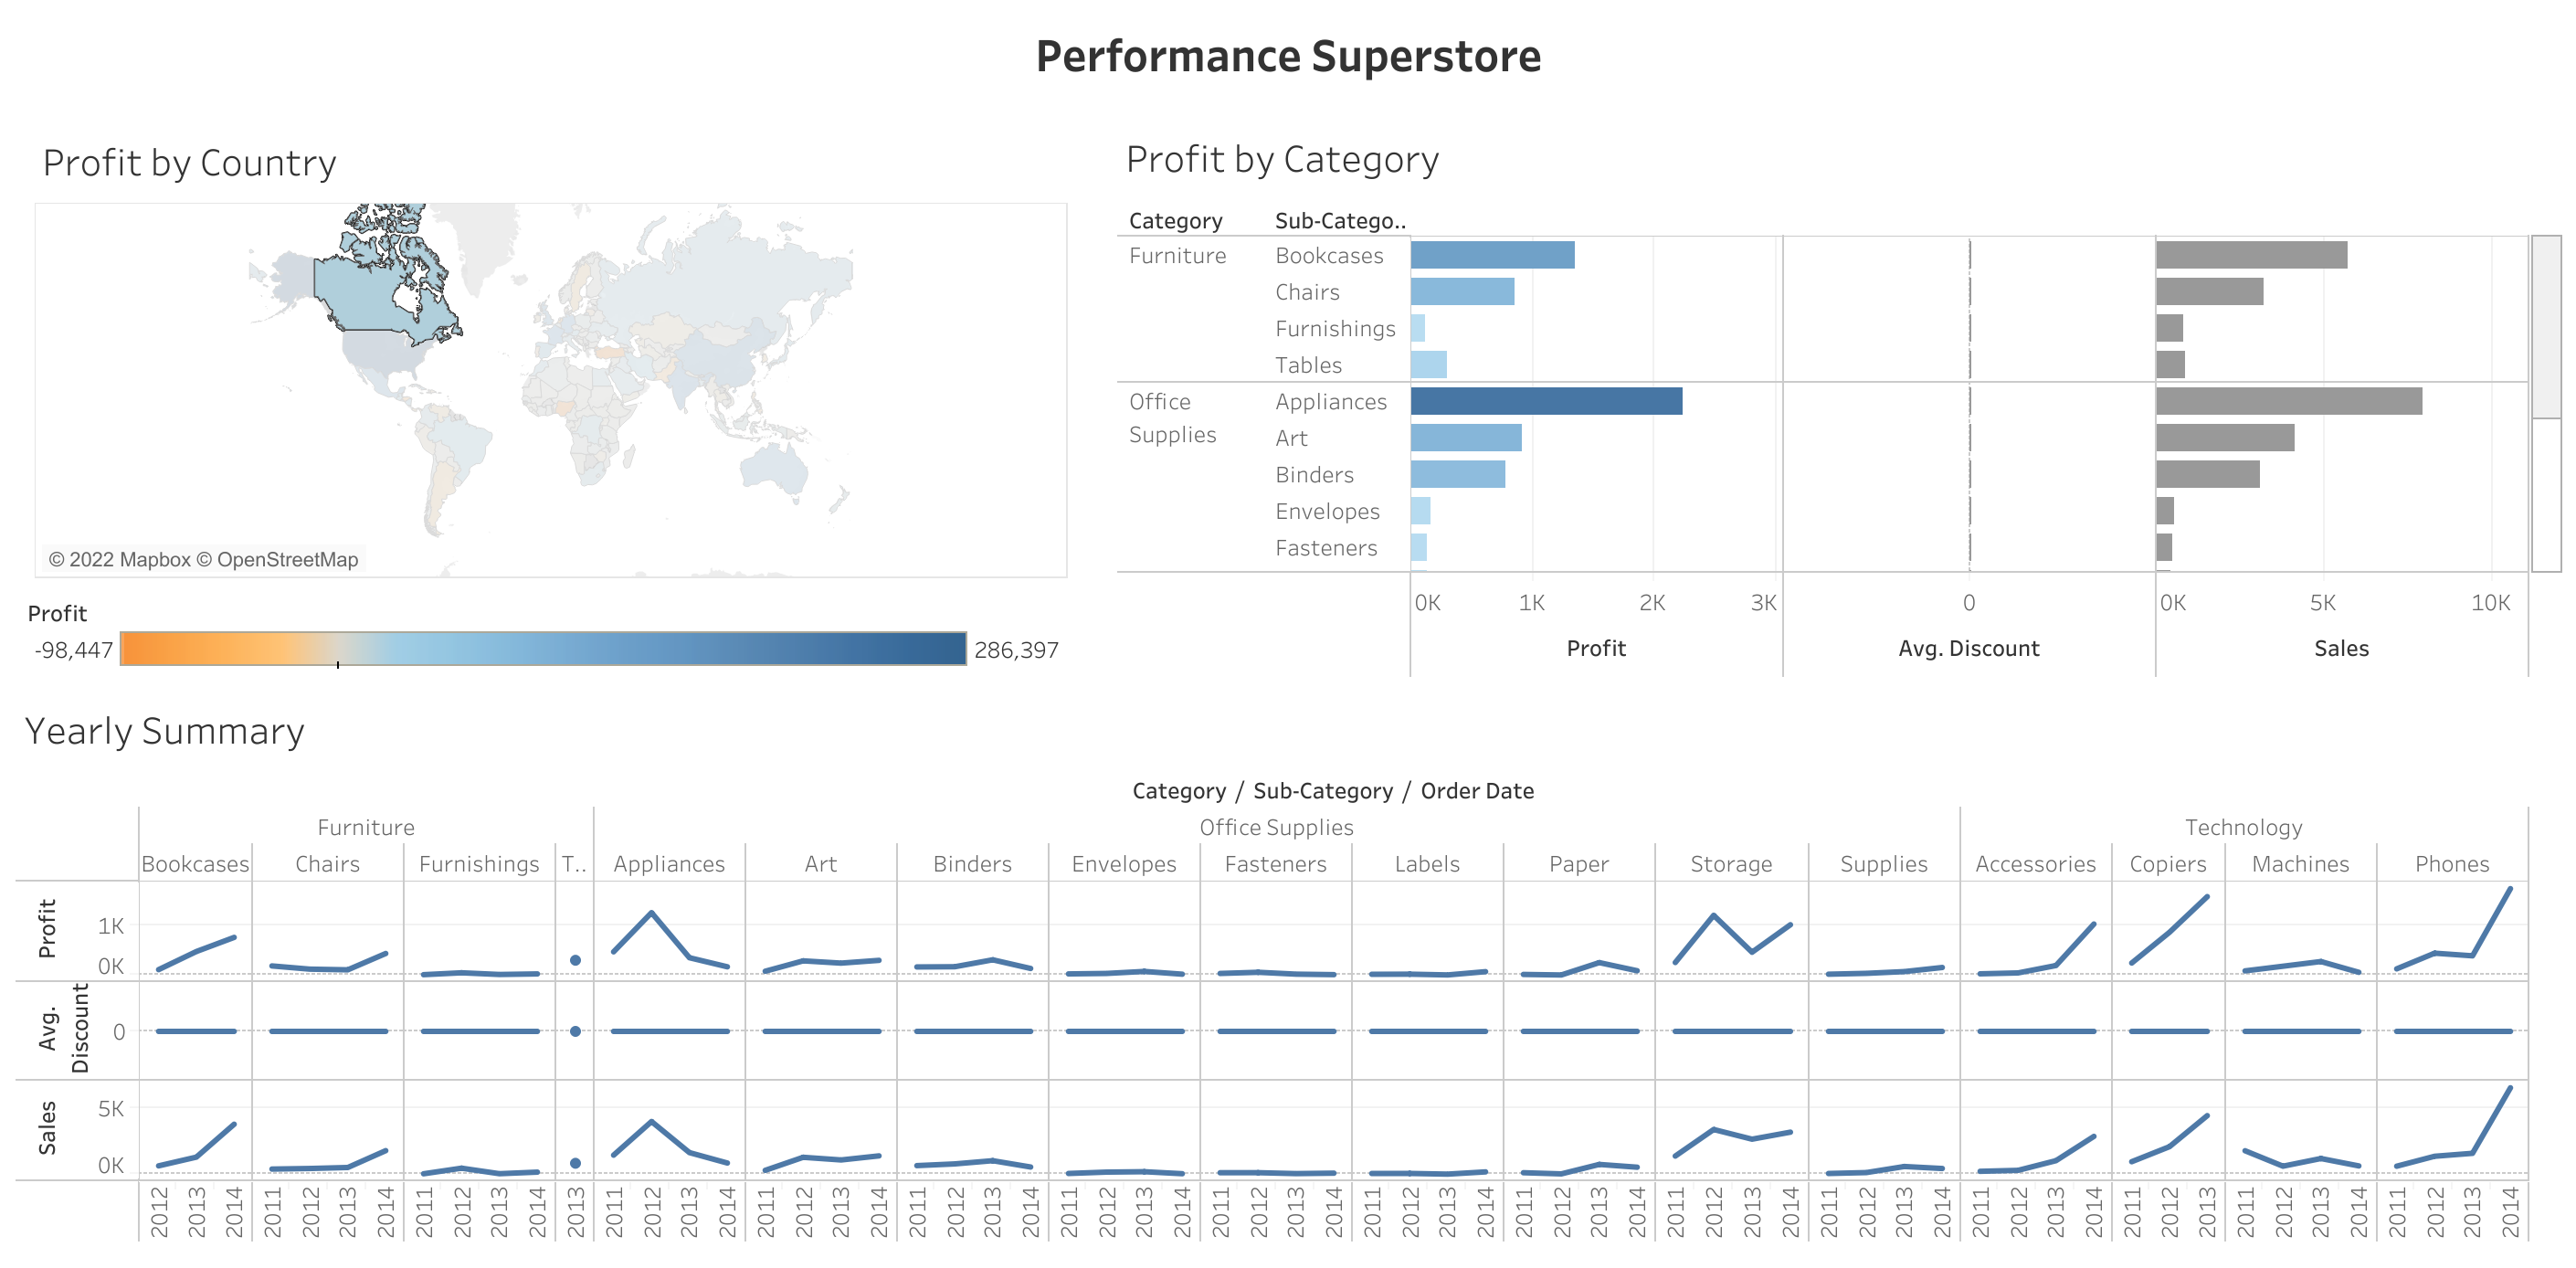 Performance Superstore
Profit by Country
© 2022 Mapbox © OpenStreetMap
Profit
-98,447 286,397
Profit by Category
Category Sub-Catego..
Furniture Bookcases
Chairs
Furnishings
Tables
Office Supplies Appliances
Art
Binders
Envelopes
Fasteners
0K 1K 2K 3K 0 0K 5K 10K
Profit Avg. Discount Sales
Yearly Summary
Category / Sub-Category / Order Date
Furniture Office Supplies Technology
Bookcases Chairs Furnishings T.. Appliances Art Binders Envelopes Fasteners Labels Paper Storage Supplies Accessories Copiers Machines Phones
Profit
1K
0K
Avg. Discount
0
Sales
5K
0K
2012 2013 2014 2011 2012 2013 2014 2011 2012 2013 2014 2013 2011 2012 2013 2014 2011 2012 2013 2014 2011 2012 2013 2014 2011 2012 2013 2014 2011 2012 2013 2014 2011 2012 2013 2014 2011 2012 2013 2014 2011 2012 2013 2014 2011 2012 2013 2014 2011 2012 2013 2014 2011 2012 2013 2011 2012 2013 2014 2011 2012 2013 2014